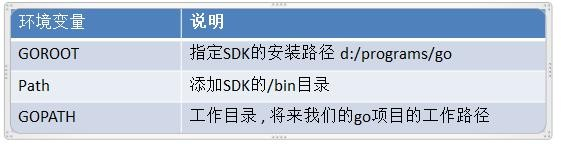 环境变量 说明
GOROOT 指定SDK的安装路径 d:/programs/go
Path 添加SDK的/bin目录
GOPATH 工作目录 , 将来我们的go项目的工作路径